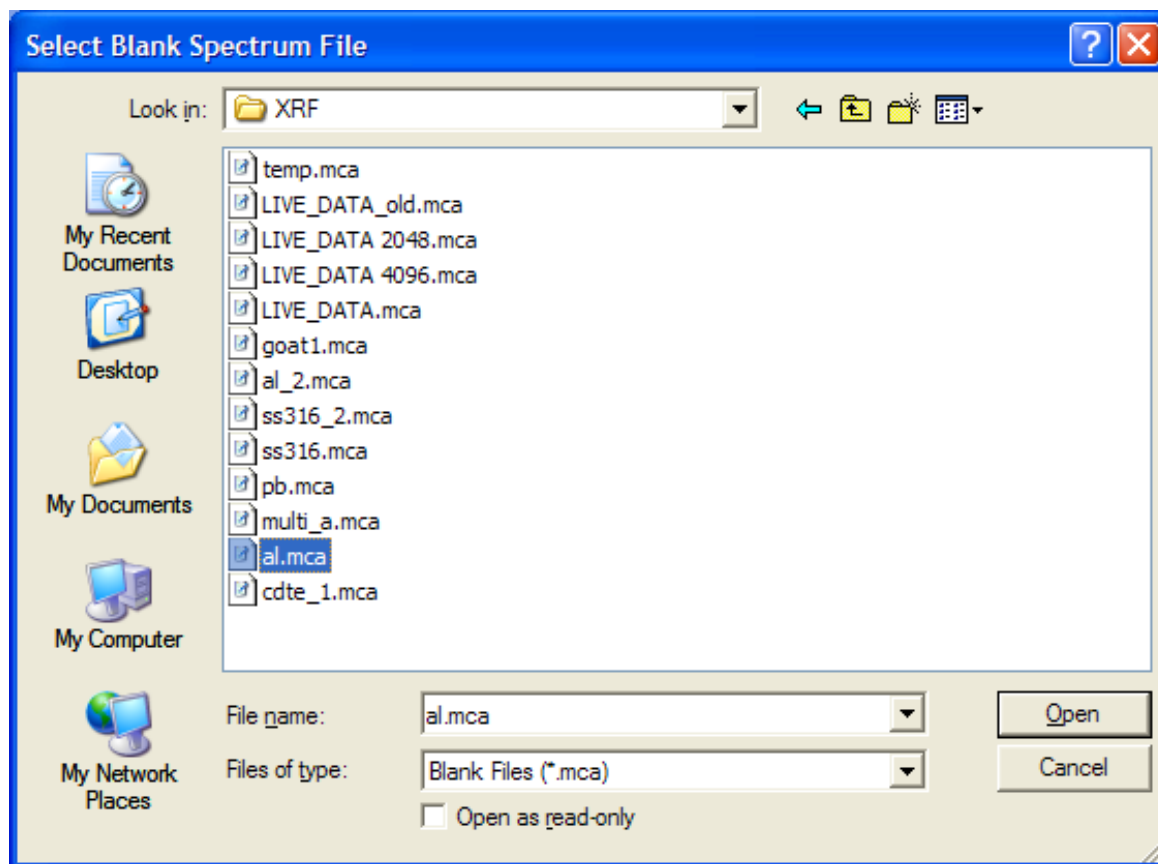 Select Blank Spectrum File
Look in: XRF
My Recent
Documents
Desktop
My Documents
My Computer
My Network
Places
temp.mca
LIVE_DATA_old.mca
LIVE_DATA 2048.mca
LIVE_DATA 4096.mca
LIVE_DATA.mca
goat1.mca
al_2.mca
ss316_2.mca
ss316.mca
pb.mca
multi_a.mca
al.mca
cdte_1.mca
File name: al.mca Open
Files of type: Blank Files (*.mca) Cancel
Open as read-only